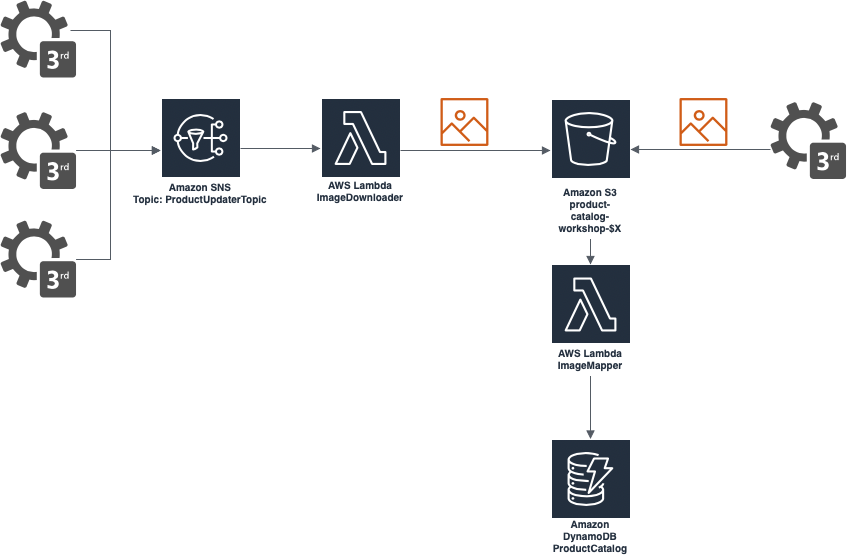 3rd
3rd
3rd
Amazon SNS
Topic: ProductUpdaterTopic
AWS Lambda
ImageDownloader
Amazon S3
product-
catalog-
workshop-$X
3rd
AWS Lambda
ImageMapper
Amazon
DynamoDB
ProductCatalog